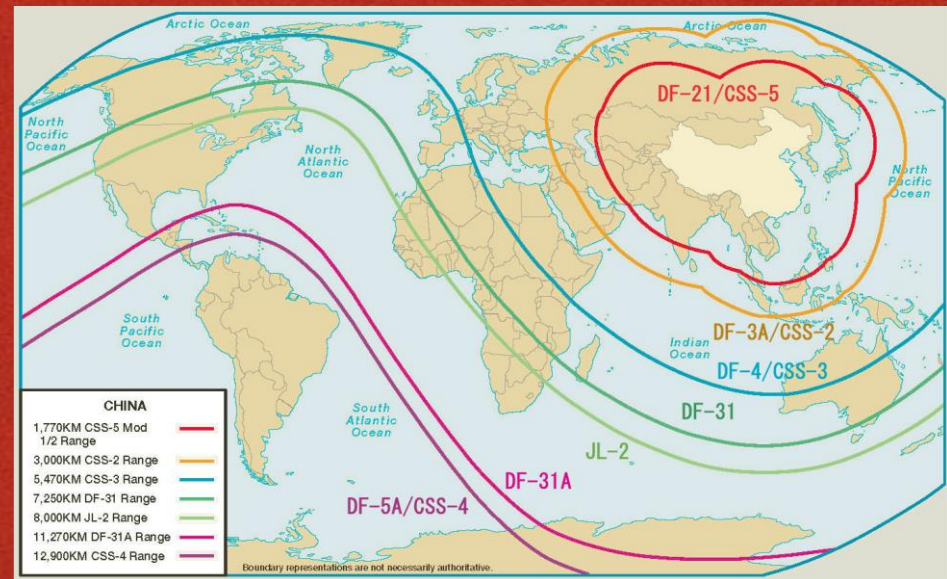 Arctic Ocean
Arctic Ocean
DF-21/CSS-5
North
Pacific
Ocean
North
Atlantic
Ocean
North
Pacific
Ocean
South
Pacific
Ocean
DF-3A/CSS-2
Indian
Ocean
DF-4/CSS-3
DF-31
JL-2
South
Atlantic
Ocean
DF-31A
DF-5A/CSS-4
CHINA
1,770KM CSS-5 Mod
1/2 Range
3,000KM CSS-2 Range
5,470KM CSS-3 Range
7,250KM DF-31 Range
8,000KM JL-2 Range
11,270KM DF-31A Range
12,900KM CSS-4 Range
Boundary representations are not necessarily authoritative.